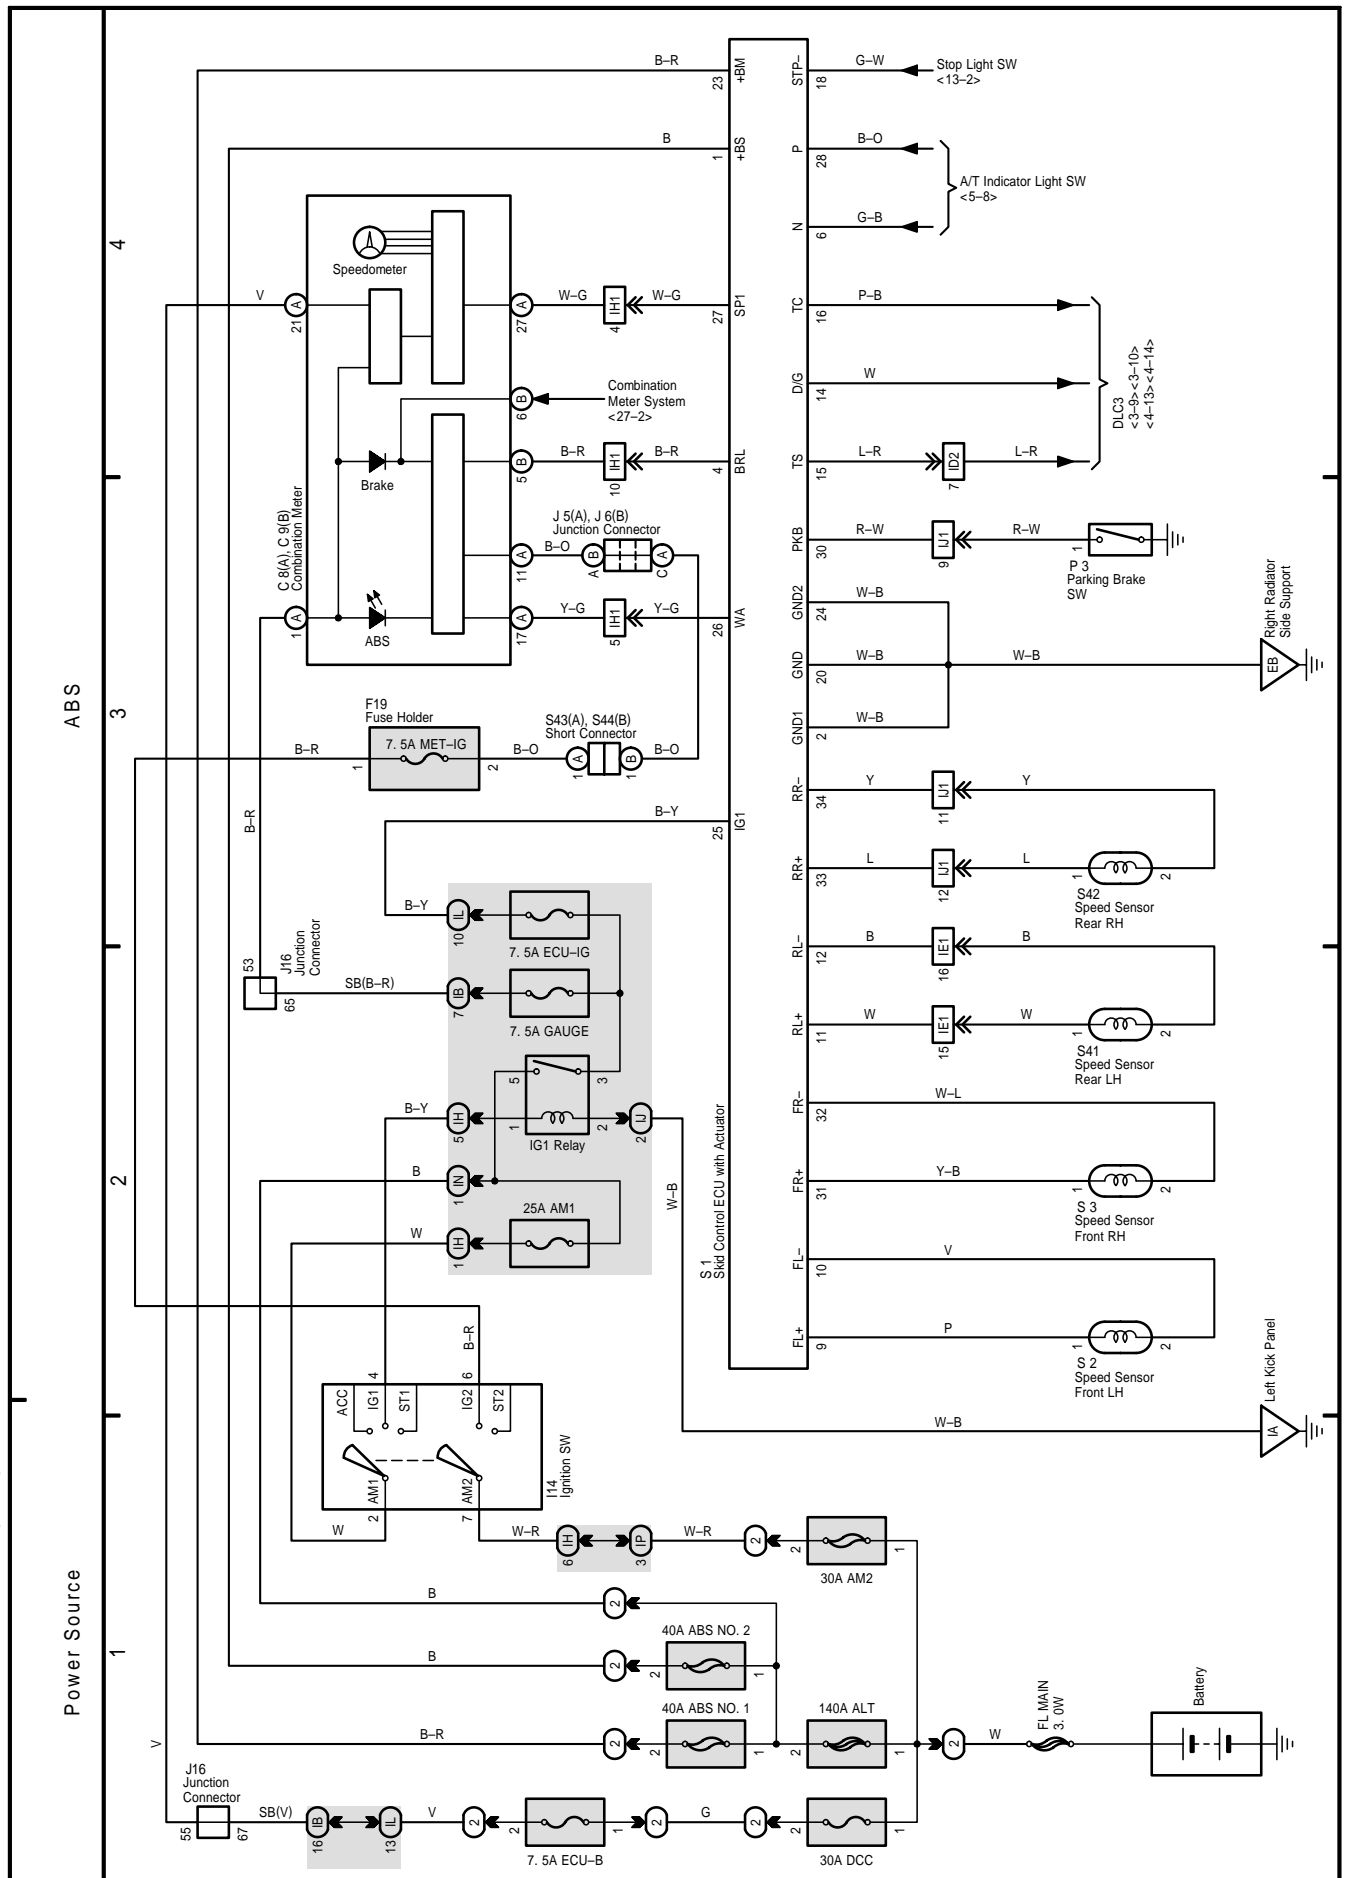 ABS
Power Source
4
3
2
1
B–R
23
+BM
STP–
18
G–W
Stop Light SW
<13–2>
B
1
+BS
P
28
B–O
A/T Indicator Light SW
<5–8>
N
6
G–B
Speedometer
V
21
A
A
27
W–G
IH1
4
W–G
27
SP1
TC
16
P–B
B
6
Combination
Meter System
<27–2>
D/G
14
W
DLC3
<3–9><3–10>
<4–13><4–14>
Brake
B
5
B–R
IH1
10
B–R
4
BRL
TS
15
L–R
ID2
7
L–R
C 8(A), C 9(B)
Combination Meter
J 5(A), J 6(B)
Junction Connector
A
11
B–O
B
A
A
C
PKB
30
R–W
IJ1
9
R–W
1
P 3
Parking Brake
SW
A
1
ABS
A
17
Y–G
IH1
5
Y–G
26
WA
GND2
24
W–B
GND
20
W–B
W–B
EB
Right Radiator
Side Support
GND1
2
W–B
F19
Fuse Holder
7. 5A MET–IG
B–R
1
2
B–O
S43(A), S44(B)
Short Connector
A
1
B
1
B–O
RR–
34
Y
IJ1
11
Y
B–R
B–Y
25
IG1
RR+
33
L
IJ1
12
L
1
2
S42
Speed Sensor
Rear RH
B–Y
IL
10
7. 5A ECU–IG
RL–
12
B
IE1
16
B
53
J16
Junction
Connector
65
SB(B–R)
IB
7
7. 5A GAUGE
RL+
11
W
IE1
15
W
1
2
S41
Speed Sensor
Rear LH
5
3
B–Y
IH
5
1
2
IG1 Relay
IJ
2
FR–
32
W–L
B
IN
1
W–B
S 1
Skid Control ECU with Actuator
FR+
31
Y–B
1
2
S 3
Speed Sensor
Front RH
25A AM1
W
IH
1
FL–
10
V
FL+
9
P
1
2
S 2
Speed Sensor
Front LH
B–R
4
6
ACC
IG1
ST1
IG2
ST2
AM1
AM2
2
7
I14
Ignition SW
W–B
IA
Left Kick Panel
W
W–R
IH
6
IP
3
W–R
2
2
1
30A AM2
B
2
40A ABS NO. 2
B
2
2
1
40A ABS NO. 1
140A ALT
B–R
2
2
1
2
1
2
W
FL MAIN
3. 0W
Battery
V
J16
Junction
Connector
55
67
SB(V)
IB
16
IL
13
V
2
2
1
7. 5A ECU–B
2
G
2
2
1
30A DCC